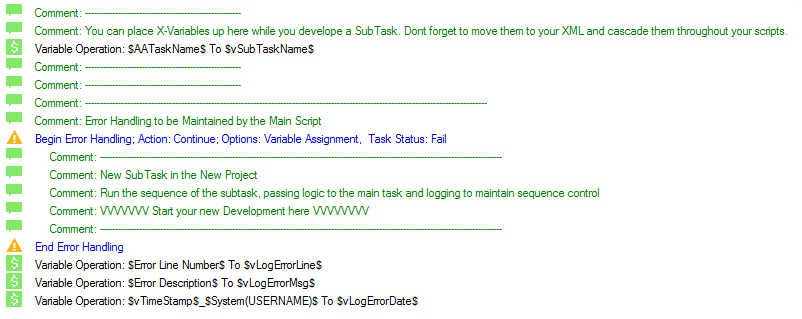 Comment: --------------------------------------------------
Comment: You can place X-Variables up here while you develope a SubTask. Dont forget to move them to your XML and cascade them throughout your scripts.
Variable Operation: $AATaskName$ To $vSubTaskName$
Comment: --------------------------------------------------
Comment: --------------------------------------------------
Comment: --------------------------------------------------------------------------------------------------------------------------------
Comment: Error Handling to be Maintained by the Main Script
Begin Error Handling; Action: Continue; Options: Variable Assignment,  Task Status: Fail
Comment: --------------------------------------------------------------------------------------------------------------------------------
Comment: New SubTask in the New Project
Comment: Run the sequence of the subtask, passing logic to the main task and logging to maintain sequence control
Comment: VVVVVVV Start your new Development here VVVVVVVV
Comment: --------------------------------------------------------------------------------------------------------------------------------
End Error Handling
Variable Operation: $Error Line Number$ To $vLogErrorLine$
Variable Operation: $Error Description$ To $vLogErrorMsg$
Variable Operation: $vTimeStamp$_$System(USERNAME)$ To $vLogErrorDate$